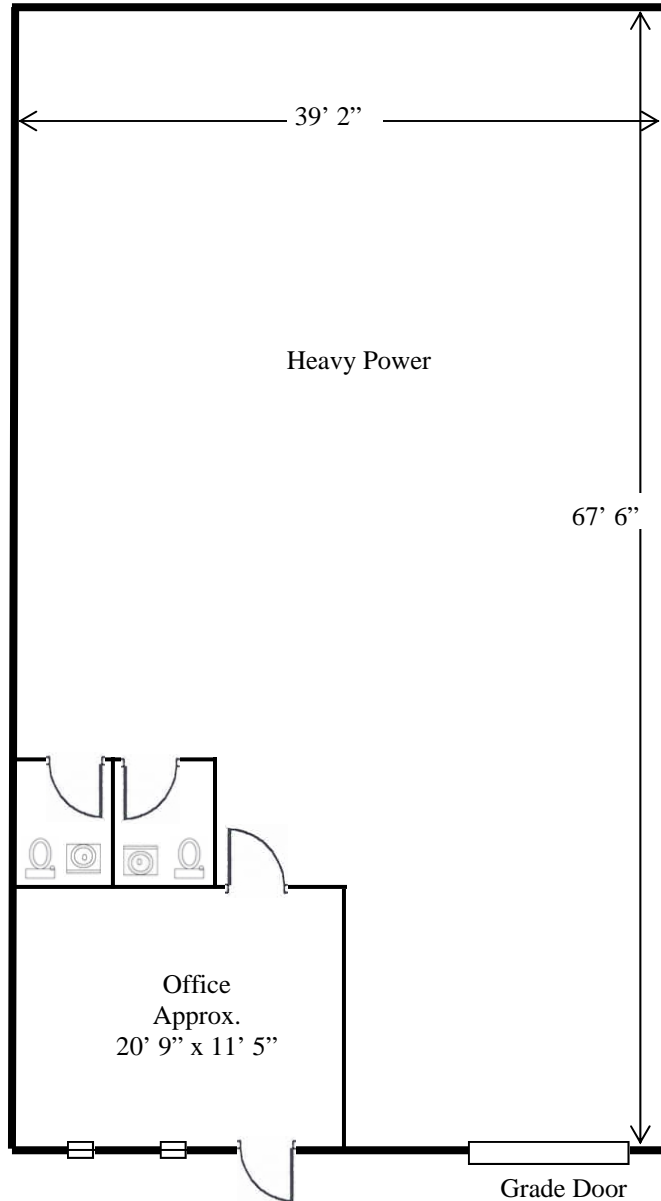 39’ 2”
Heavy Power
67’ 6”
Office
Approx.
20’ 9” x 11’ 5”
Grade Door